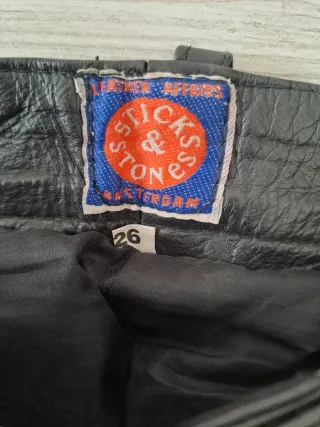 LEATHER AFFAIRS
STICKS
&
STONES
AMSTERDAM
26